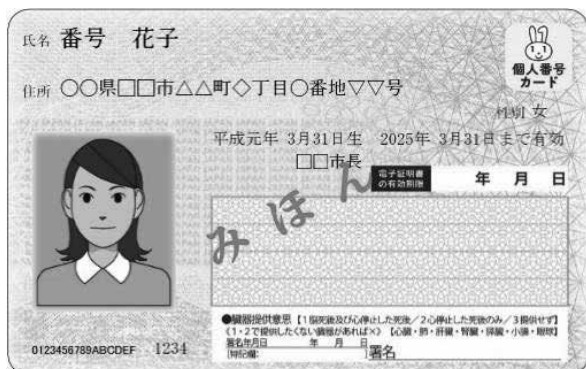 氏名 番号 花子
個人番号
カード
住所 ○○県□□市△△町◇丁目○番地▽▽号
性別 女
平成元年 3月31日生 2025年 3月31日まで有効
□□市長
電子証明書
の有効期限
年 月 日
みほん
●臓器提供意思【1 脳死後及び心停止した死後/2 心停止した死後のみ/3 提供せず】
《1・2で提供したくない臓器があれば×》【心臓・肺・肝臓・腎臓・膵臓・小腸・眼球】
署名年月日 年 月 日
[特記欄: ]署名
0123456789ABCDEF 1234